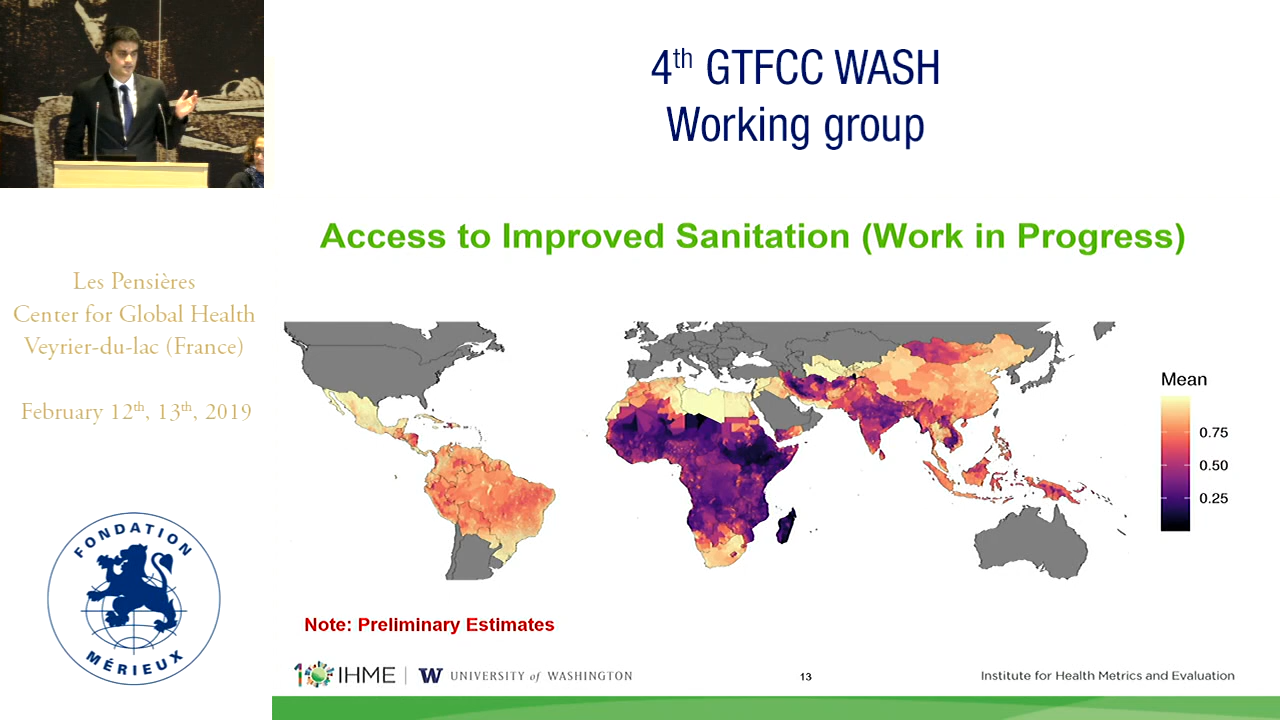 4th GTFCC WASH
Working group
Les Pensières
Center for Global Health
Veyrier-du-lac (France)
February 12th, 13th, 2019
FONDATION
MÉRIEUX
Access to Improved Sanitation (Work in Progress)
Mean
0.75
0.50
0.25
Note: Preliminary Estimates
10 IHME | W UNIVERSITY of WASHINGTON
13
Institute for Health Metrics and Evaluation